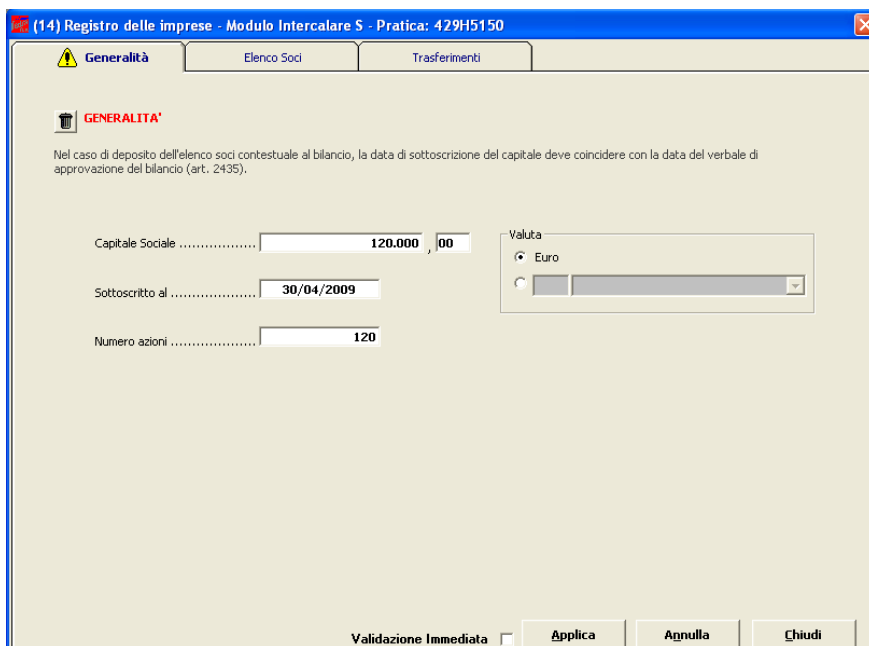 (14) Registro delle imprese - Modulo Intercalare S - Pratica: 429H5150
Generalità Elenco Soci Trasferimenti
GENERALITA'
Nel caso di deposito dell'elenco soci contestuale al bilancio, la data di sottoscrizione del capitale deve coincidere con la data del verbale di
approvazione del bilancio (art. 2435).
Capitale Sociale .................. 120.000 , 00
Valuta
Euro
Sottoscritto al .................... 30/04/2009
Numero azioni .................... 120
Validazione Immediata Applica Annulla Chiudi